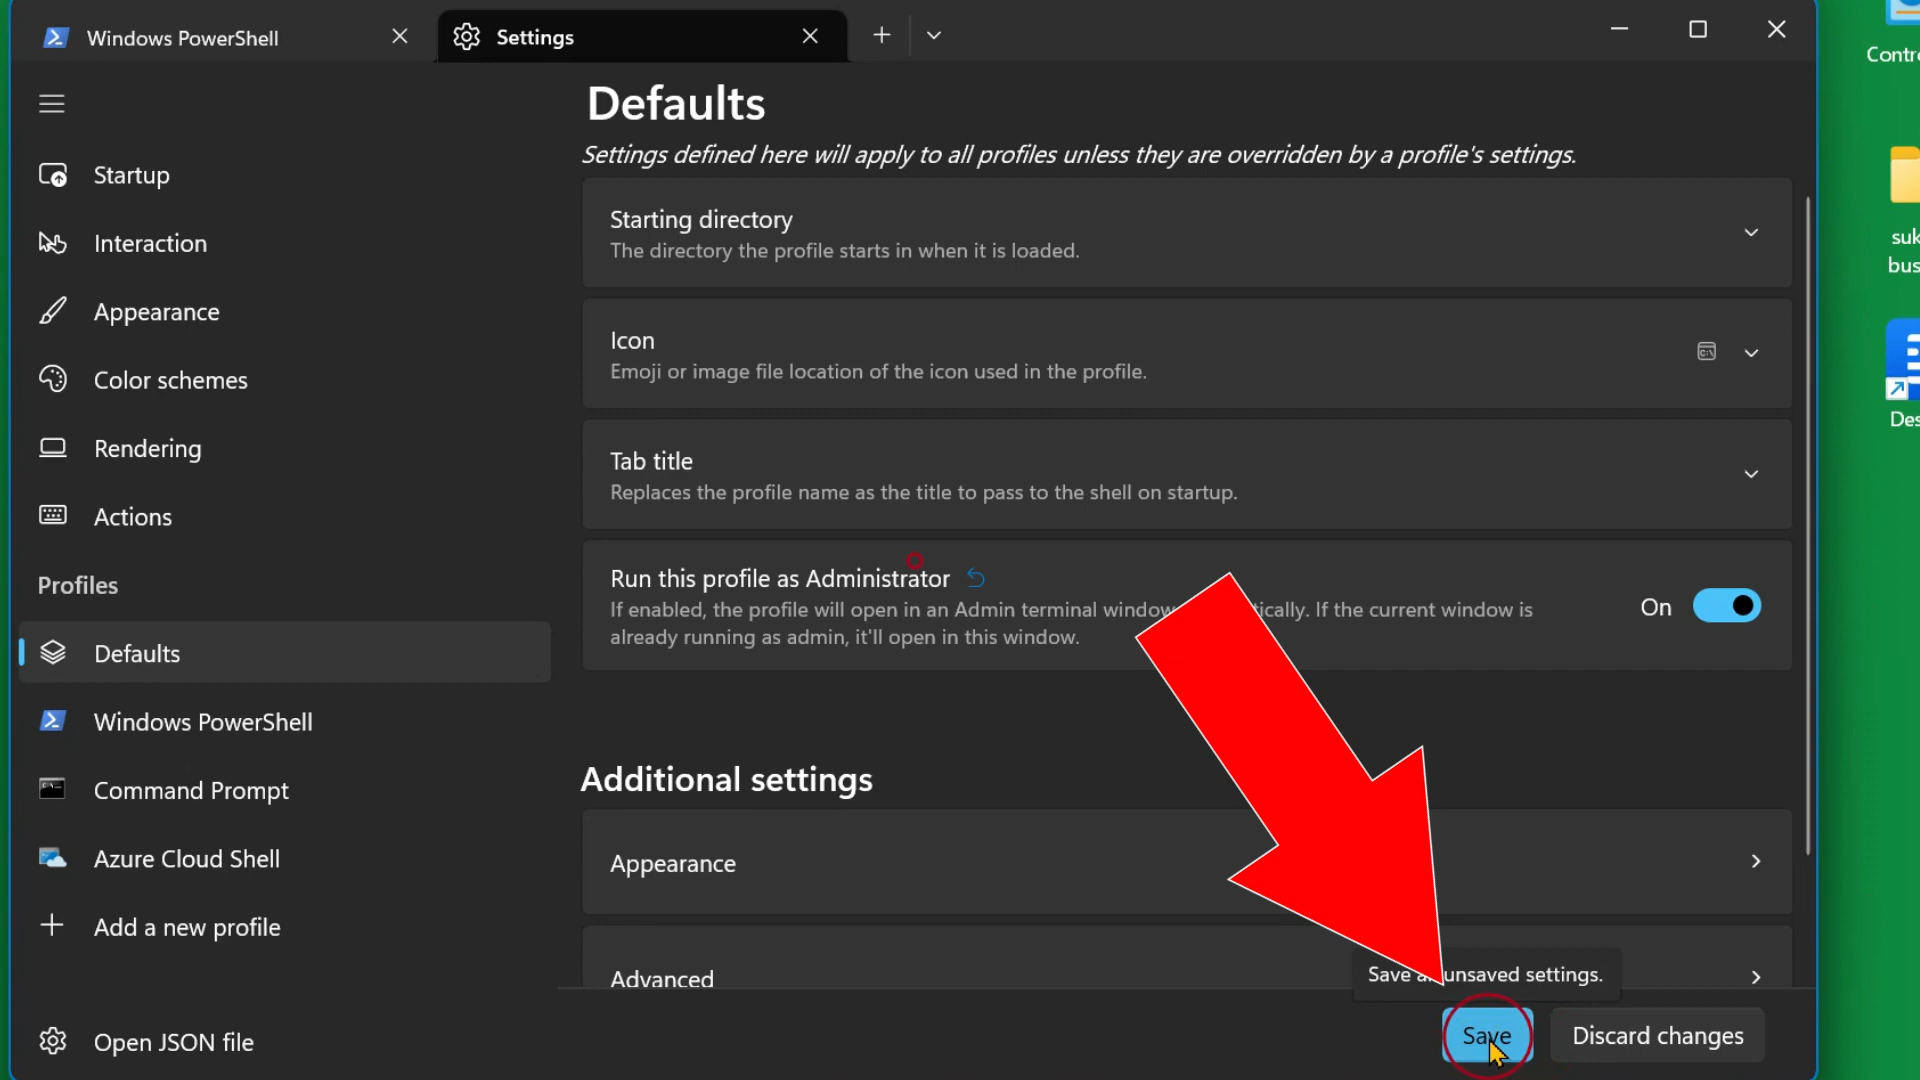 Windows PowerShell
Settings
Startup
Interaction
Appearance
Color schemes
Rendering
Actions
Profiles
Defaults
Windows PowerShell
Command Prompt
Azure Cloud Shell
Add a new profile
Open JSON file
Defaults
Settings defined here will apply to all profiles unless they are overridden by a profile's settings.
Starting directory
The directory the profile starts in when it is loaded.
Icon
Emoji or image file location of the icon used in the profile.
Tab title
Replaces the profile name as the title to pass to the shell on startup.
Run this profile as Administrator
If enabled, the profile will open in an Admin terminal window If the current window is
already running as admin, it'll open in this window.
On
Additional settings
Appearance
Advanced
Save unsaved settings.
Save
Discard changes
Contr
suk
bus
Des